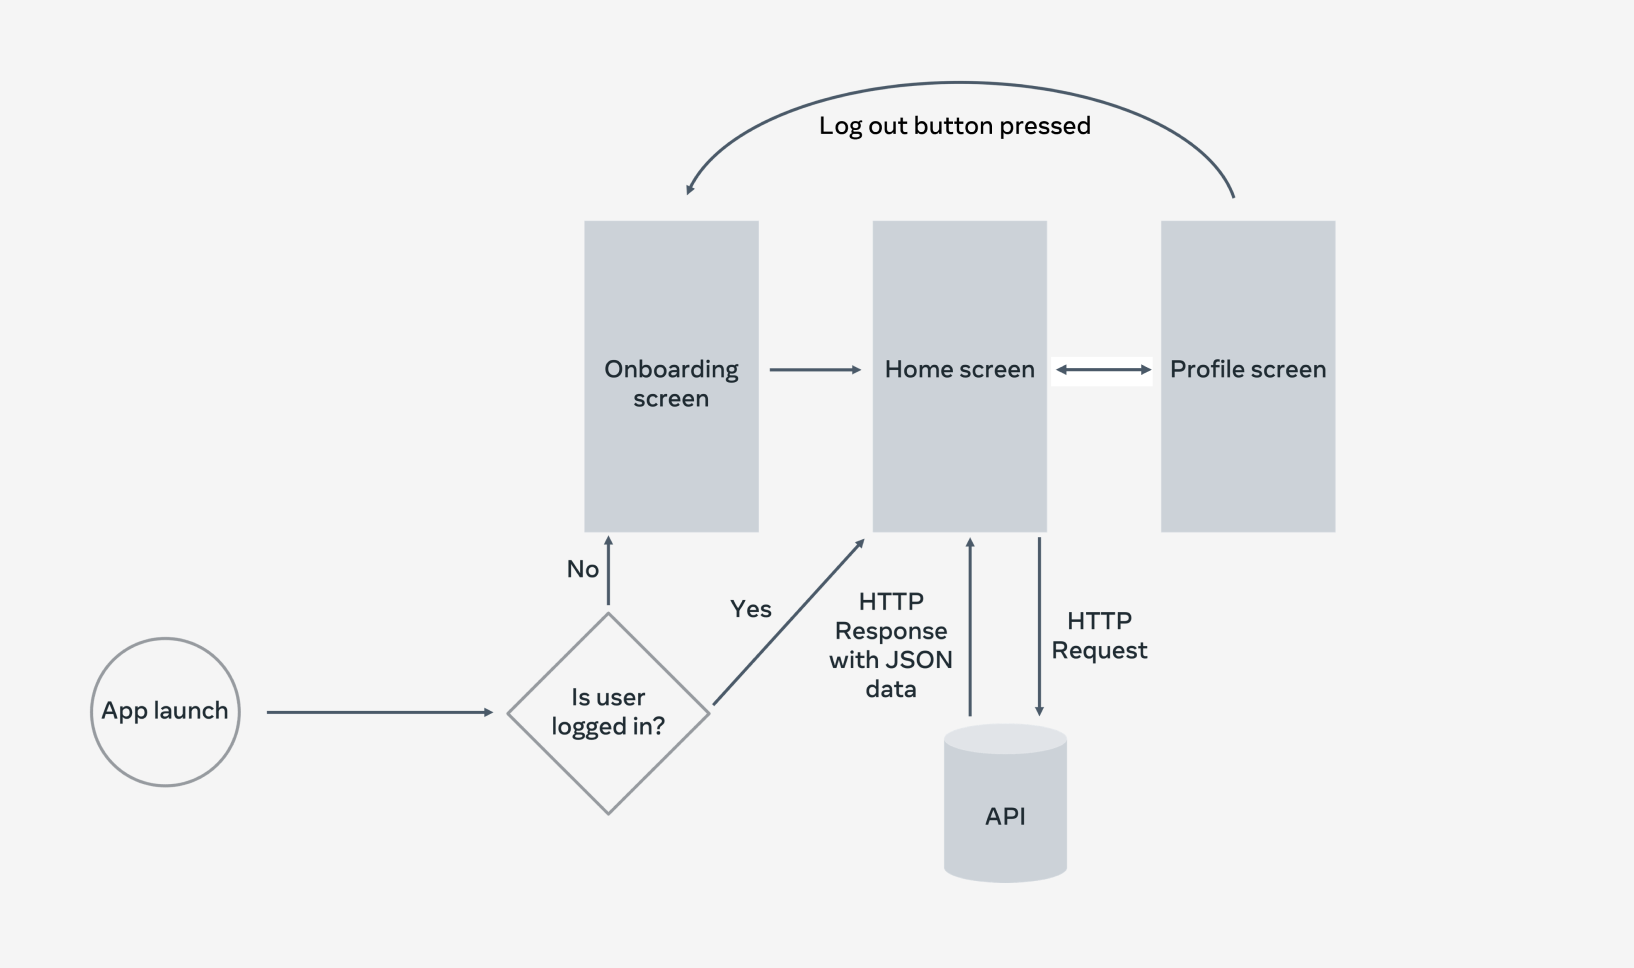 Log out button pressed
Onboarding
screen
Home screen
Profile screen
No
Yes
HTTP
Response
with JSON
data
HTTP
Request
App launch
Is user
logged in?
API